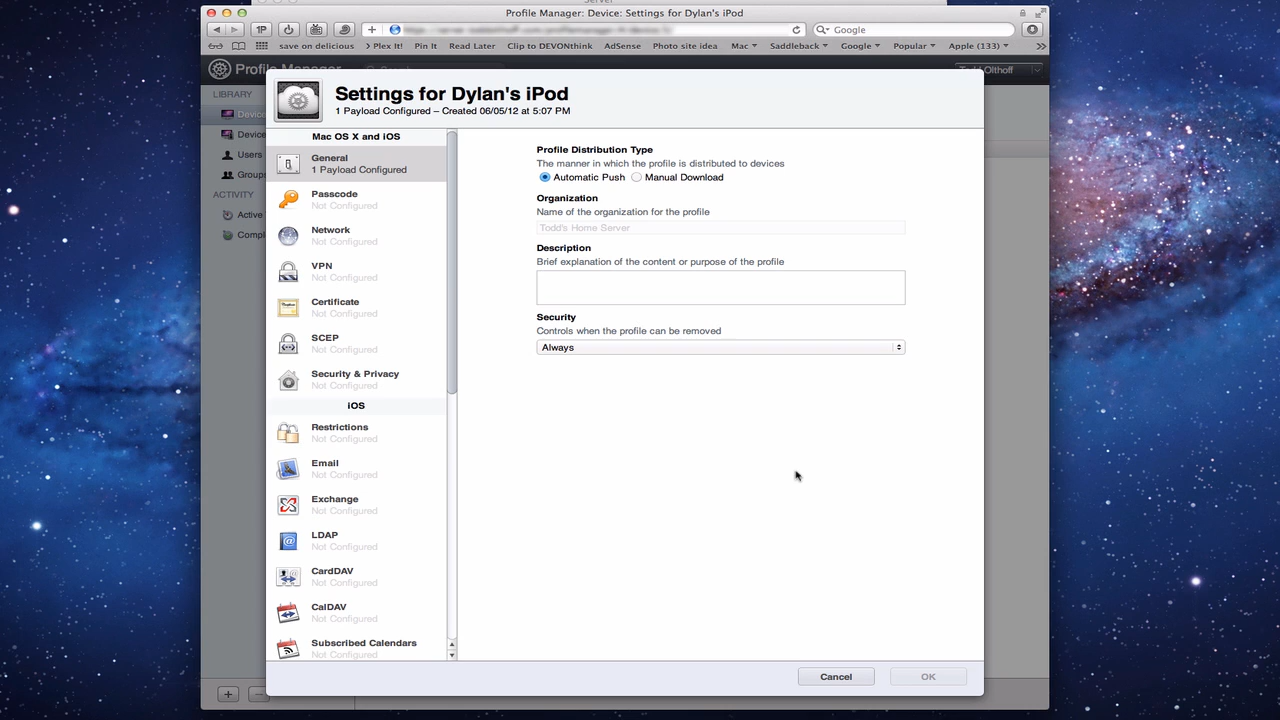 Server
Profile Manager: Device: Settings for Dylan's iPod
1P
Google
save on delicious
> Plex It!
Pin It
Read Later
Clip to DEVONthink
AdSense
Photo site idea
Mac
Saddleback
Google
Popular
Apple (133)
Profile Manager
Search
Todd Olthoff
LIBRARY
Device
Device
Users
Groups
ACTIVITY
Active
Compl
Settings for Dylan's iPod
1 Payload Configured – Created 06/05/12 at 5:07 PM
Mac OS X and iOS
General
1 Payload Configured
Passcode
Not Configured
Network
Not Configured
VPN
Not Configured
Certificate
Not Configured
SCEP
Not Configured
Security & Privacy
Not Configured
iOS
Restrictions
Not Configured
Email
Not Configured
Exchange
Not Configured
LDAP
Not Configured
CardDAV
Not Configured
CalDAV
Not Configured
Subscribed Calendars
Not Configured
Profile Distribution Type
The manner in which the profile is distributed to devices
Automatic Push
Manual Download
Organization
Name of the organization for the profile
Todd's Home Server
Description
Brief explanation of the content or purpose of the profile
Security
Controls when the profile can be removed
Always
Cancel
OK